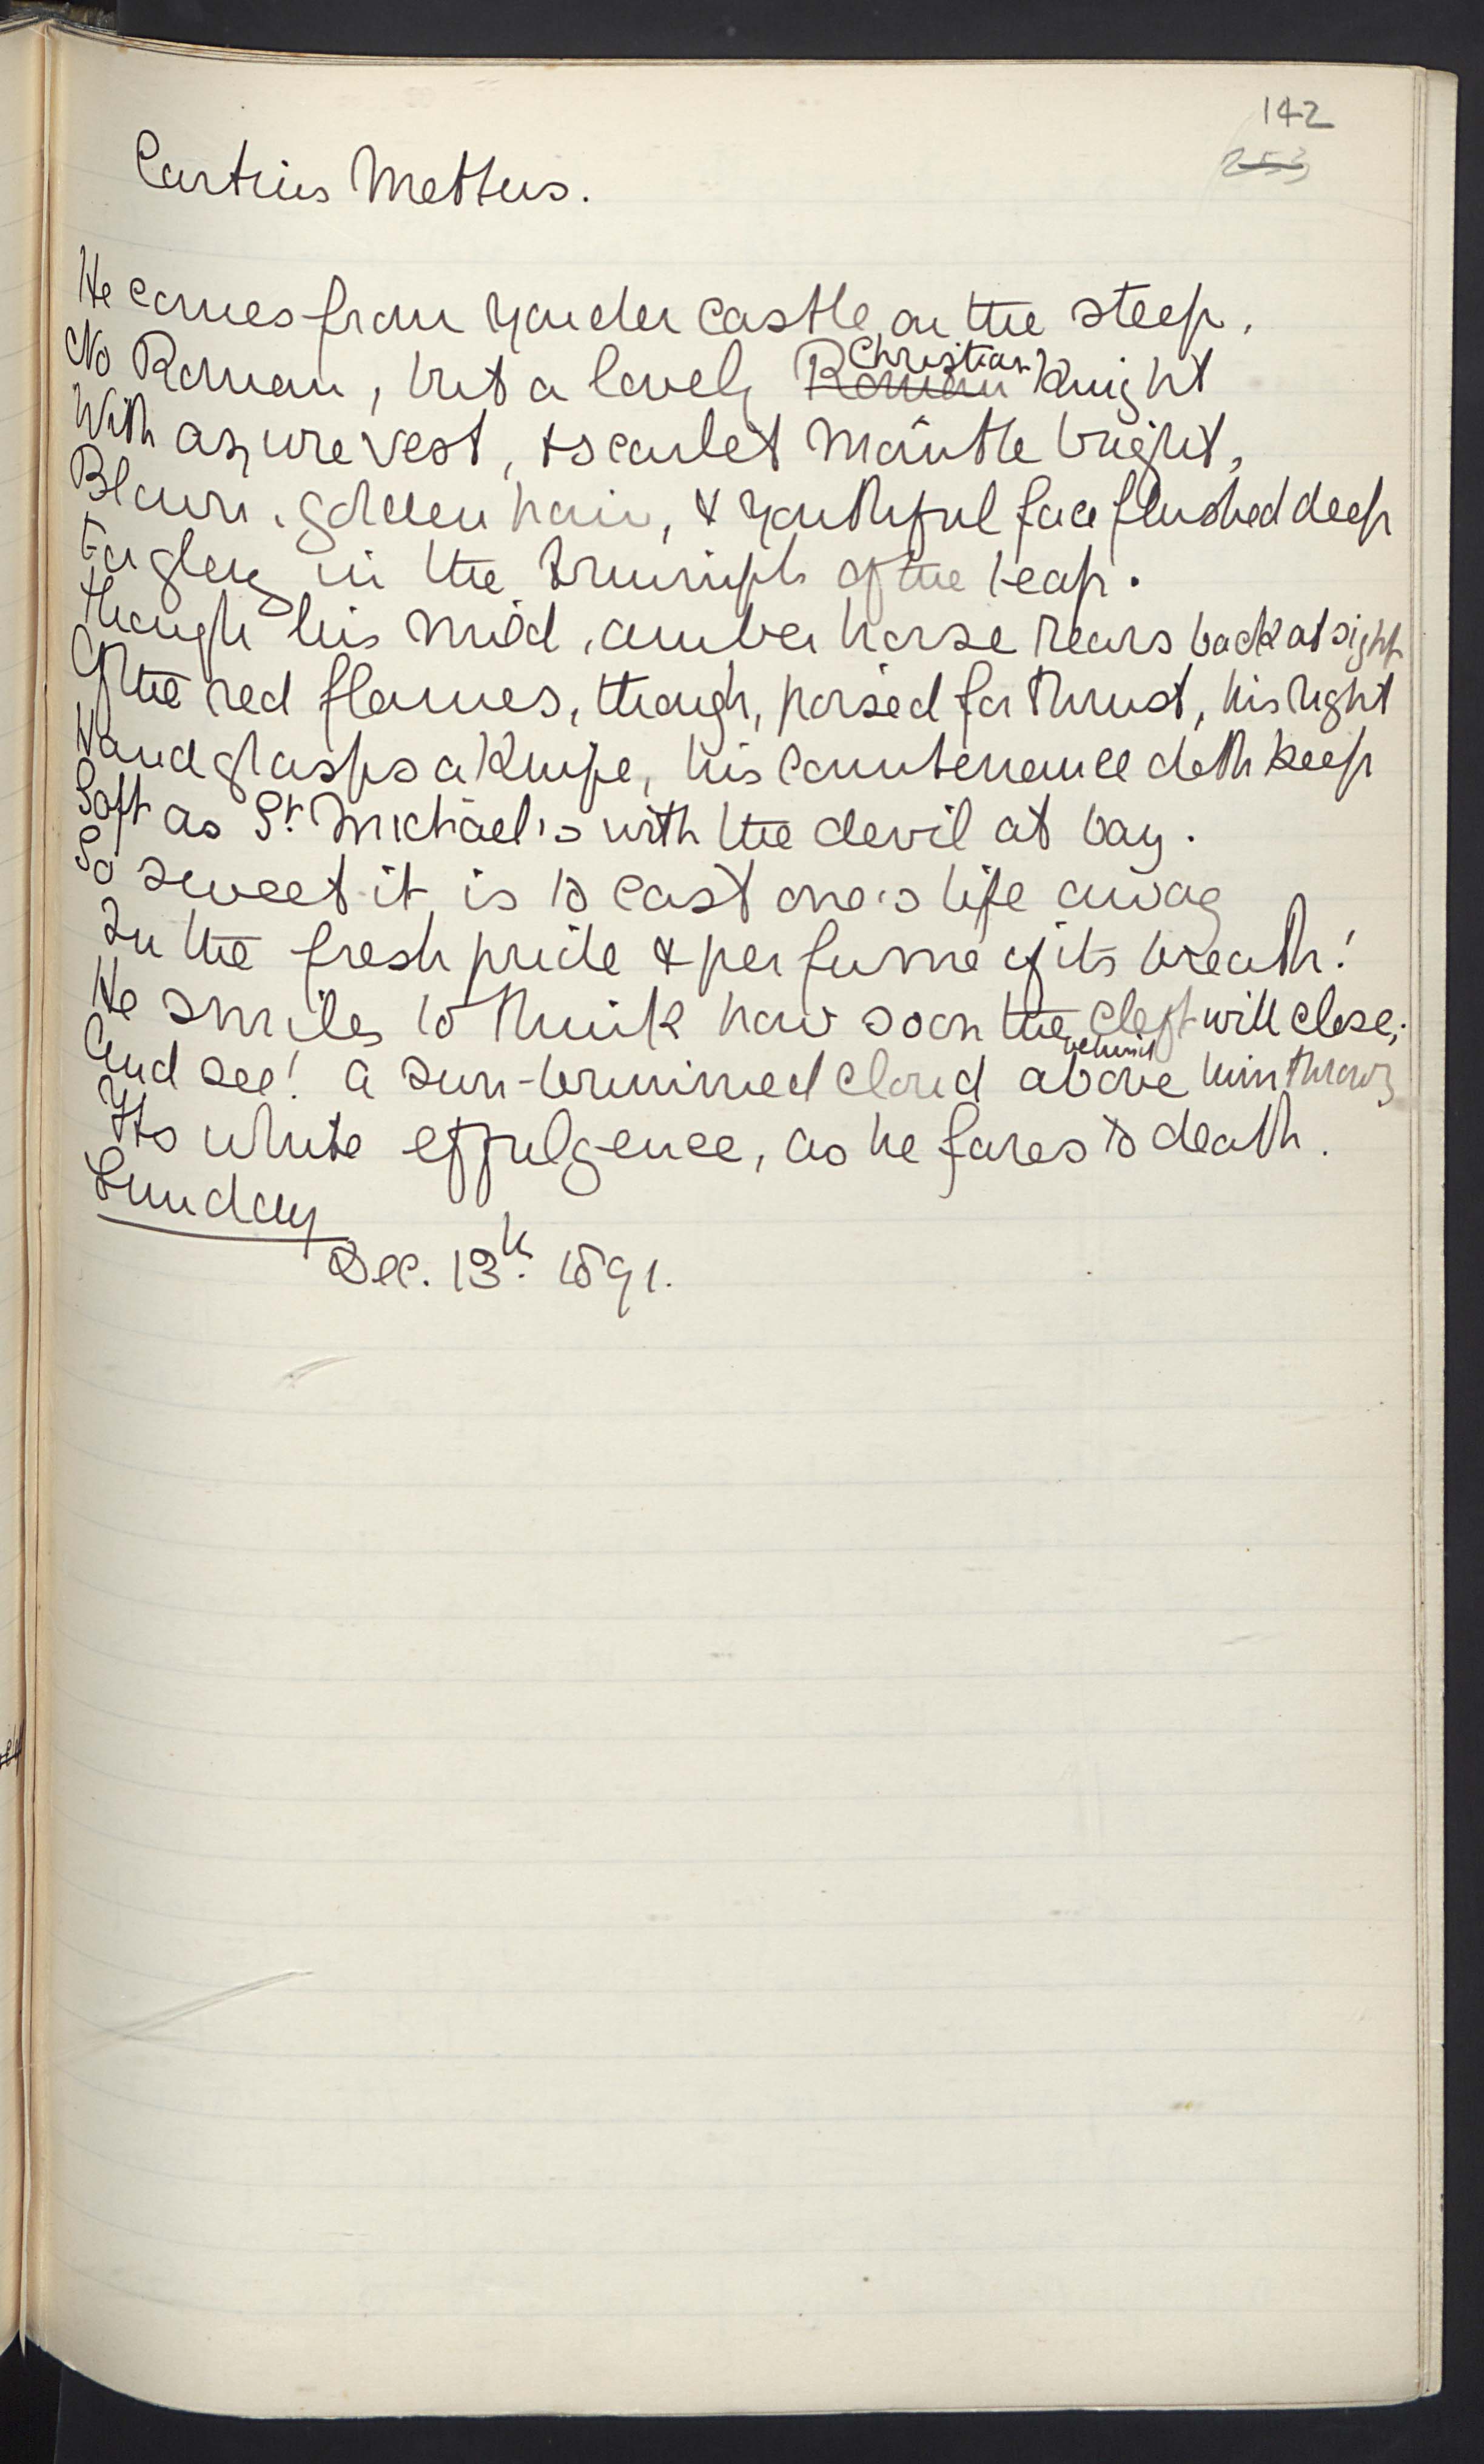 142
253
Curtius Mettus.
He comes from yonder castle, on the steep,
No Roman, but a lovely Roman Christian Knight
With azure vest, & scarlet mantle bright,
Blown, golden hair, & youthful face flushed deep
For glory in the triumph of the leap.
Though his mild, amber horse rears back at sight
Of the red flames, though, poised for thrust, his right
Hand grasps a knife, his countenance doth keep
Soft as St Michael's with the devil at bay.
So sweet it is to cast one's life away
In the fresh pride & perfume of its breath!
He smiles to think how soon the cleft will close;
And see! a sun-brimmed cloud above behind him throws
Its white effulgence, as he fares to death.
Sunday
Dec. 13th 1891.